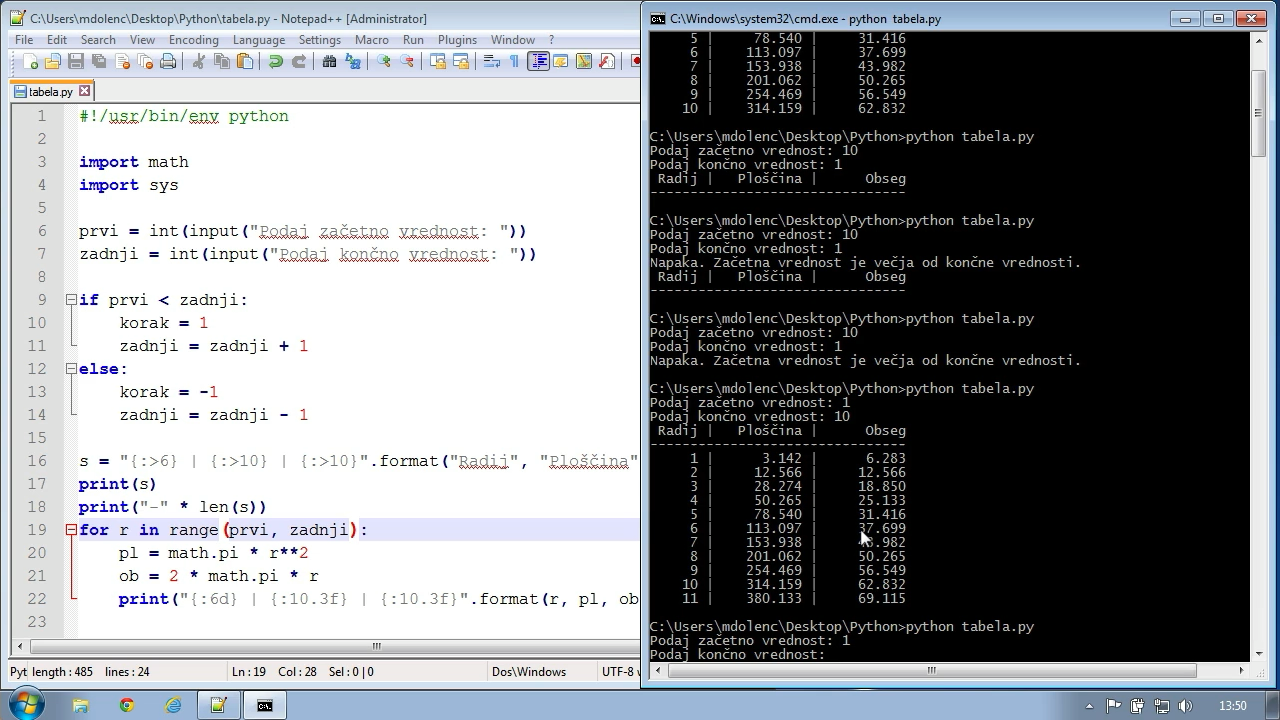 C:\Users\mdolenc\Desktop\Python\tabela.py - Notepad++ [Administrator]
File Edit Search View Encoding Language Settings Macro Run Plugins Window ?
tabela.py
1 #!/usr/bin/env python
2
3 import math
4 import sys
5
6 prvi = int(input("Podaj začetno vrednost: "))
7 zadnji = int(input("Podaj končno vrednost: "))
8
9 if prvi < zadnji:
10 korak = 1
11 zadnji = zadnji + 1
12 else:
13 korak = -1
14 zadnji = zadnji - 1
15
16 s = "{:>6} | {:>10} | {:>10}".format("Radij", "Ploščina"
17 print(s)
18 print("-" * len(s))
19 for r in range(prvi, zadnji):
20 pl = math.pi * r**2
21 ob = 2 * math.pi * r
22 print("{:6d} | {:10.3f} | {:10.3f}".format(r, pl, ob
23
Pyt length : 485 lines : 24 Ln : 19 Col : 28 Sel : 0 | 0 Dos\Windows UTF-8 w
C:\Windows\system32\cmd.exe - python tabela.py
5 | 78.540 | 31.416
6 | 113.097 | 37.699
7 | 153.938 | 43.982
8 | 201.062 | 50.265
9 | 254.469 | 56.549
10 | 314.159 | 62.832
C:\Users\mdolenc\Desktop\Python>python tabela.py
Podaj začetno vrednost: 10
Podaj končno vrednost: 1
Radij | Ploščina | Obseg
--------------------------------
C:\Users\mdolenc\Desktop\Python>python tabela.py
Podaj začetno vrednost: 10
Podaj končno vrednost: 1
Napaka. Začetna vrednost je večja od končne vrednosti.
Radij | Ploščina | Obseg
--------------------------------
C:\Users\mdolenc\Desktop\Python>python tabela.py
Podaj začetno vrednost: 10
Podaj končno vrednost: 1
Napaka. Začetna vrednost je večja od končne vrednosti.
C:\Users\mdolenc\Desktop\Python>python tabela.py
Podaj začetno vrednost: 1
Podaj končno vrednost: 10
Radij | Ploščina | Obseg
--------------------------------
1 | 3.142 | 6.283
2 | 12.566 | 12.566
3 | 28.274 | 18.850
4 | 50.265 | 25.133
5 | 78.540 | 31.416
6 | 113.097 | 37.699
7 | 153.938 | 43.982
8 | 201.062 | 50.265
9 | 254.469 | 56.549
10 | 314.159 | 62.832
11 | 380.133 | 69.115
C:\Users\mdolenc\Desktop\Python>python tabela.py
Podaj začetno vrednost: 1
Podaj končno vrednost:
13:50